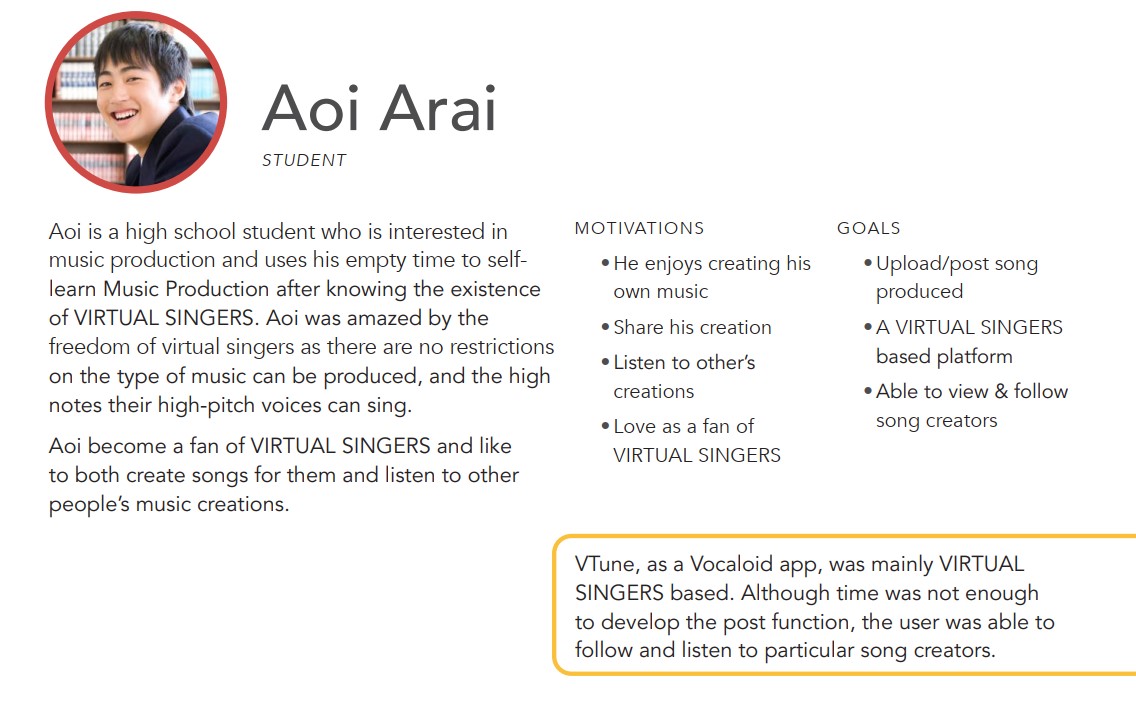 Aoi Arai
STUDENT
Aoi is a high school student who is interested in
music production and uses his empty time to self-
learn Music Production after knowing the existence
of VIRTUAL SINGERS. Aoi was amazed by the
freedom of virtual singers as there are no restrictions
on the type of music can be produced, and the high
notes their high-pitch voices can sing.
Aoi become a fan of VIRTUAL SINGERS and like
to both create songs for them and listen to other
people's music creations.
MOTIVATIONS
• He enjoys creating his
own music
• Share his creation
• Listen to other's
creations
• Love as a fan of
VIRTUAL SINGERS
GOALS
• Upload/post song
produced
• A VIRTUAL SINGERS
based platform
• Able to view & follow
song creators
VTune, as a Vocaloid app, was mainly VIRTUAL
SINGERS based. Although time was not enough
to develop the post function, the user was able to
follow and listen to particular song creators.